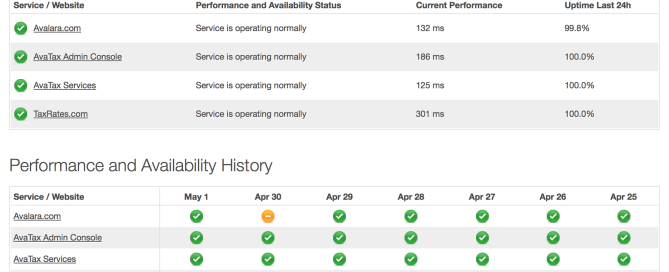 Service / Website Performance and Availability Status Current Performance Uptime Last 24h
Avalara.com Service is operating normally 132 ms 99.8%
AvaTax Admin Console Service is operating normally 186 ms 100.0%
AvaTax Services Service is operating normally 125 ms 100.0%
TaxRates.com Service is operating normally 301 ms 100.0%
Performance and Availability History
Service / Website May 1 Apr 30 Apr 29 Apr 28 Apr 27 Apr 26 Apr 25
Avalara.com
AvaTax Admin Console
AvaTax Services